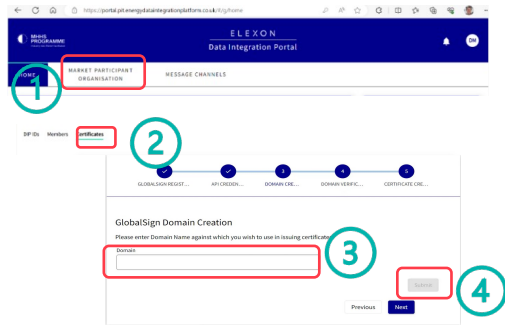 https://portal.pit.energydataintegrationplatform.co.uk/#/g/home
MHHS
PROGRAMME
ELEXON
Data Integration Portal
DM
HOME
MARKET PARTICIPANT
ORGANISATION
MESSAGE CHANNELS
1
DIP IDs Members Certificates
2
3 4 5
GLOBALSIGN REGIST... API CREDEN... DOMAIN CRE... DOMAIN VERIFIC... CERTIFICATE CRE...
GlobalSign Domain Creation
Please enter Domain Name against which you wish to use in issuing certificate
Domain
3
Submit
4
Previous Next